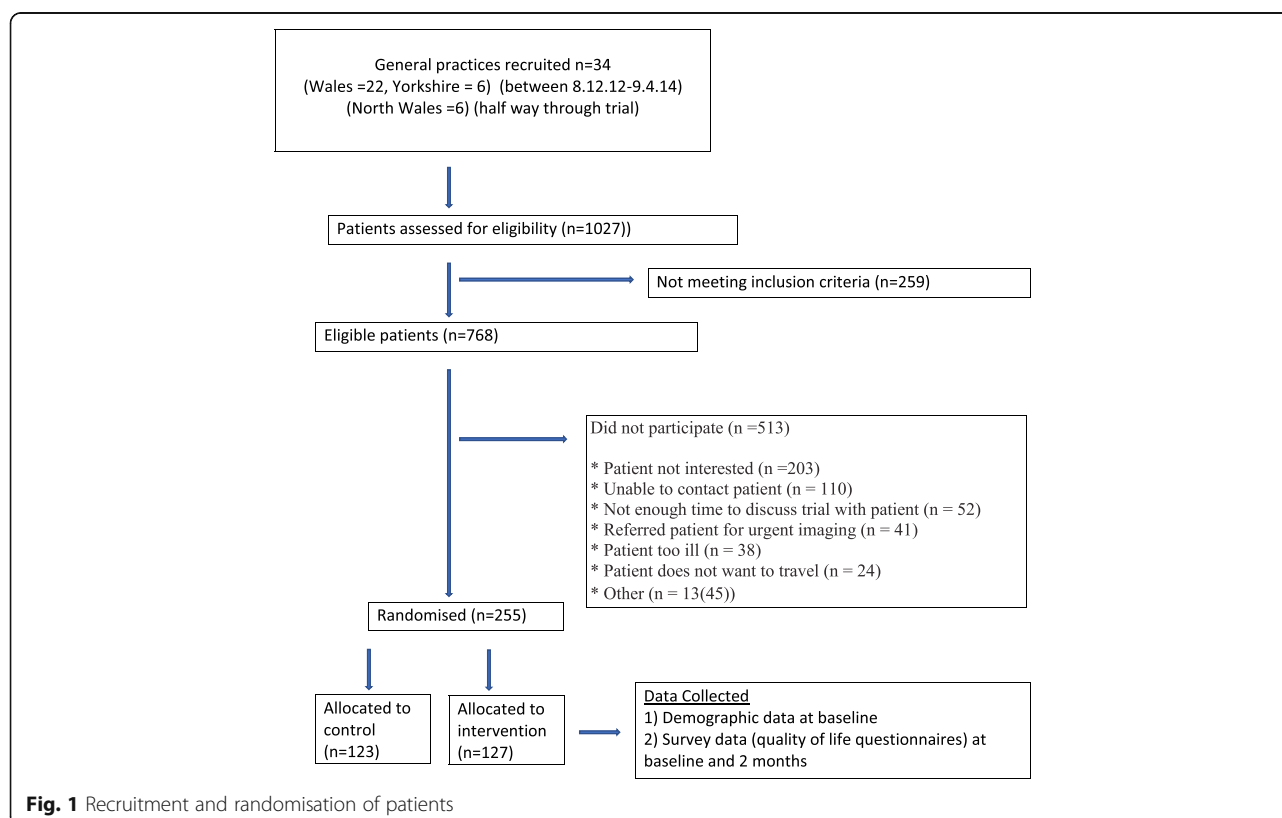 General practices recruited n=34
(Wales =22, Yorkshire = 6)  (between 8.12.12-9.4.14)
(North Wales =6) (half way through trial)
Patients assessed for eligibility (n=1027))
Not meeting inclusion criteria (n=259)
Eligible patients (n=768)
Did not participate (n =513)
* Patient not interested (n =203)
* Unable to contact patient (n = 110)
* Not enough time to discuss trial with patient (n = 52)
* Referred patient for urgent imaging (n = 41)
* Patient too ill (n = 38)
* Patient does not want to travel (n = 24)
* Other (n = 13(45))
Randomised (n=255)
Allocated to
control
(n=123)
Allocated to
intervention
(n=127)
Data Collected
1) Demographic data at baseline
2) Survey data (quality of life questionnaires) at
baseline and 2 months
Fig. 1 Recruitment and randomisation of patients